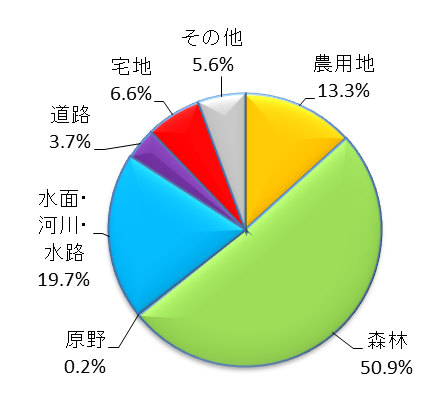 その他
5.6%
農用地
13.3%
宅地
6.6%
道路
3.7%
水面・
河川・
水路
19.7%
原野
0.2%
森林
50.9%